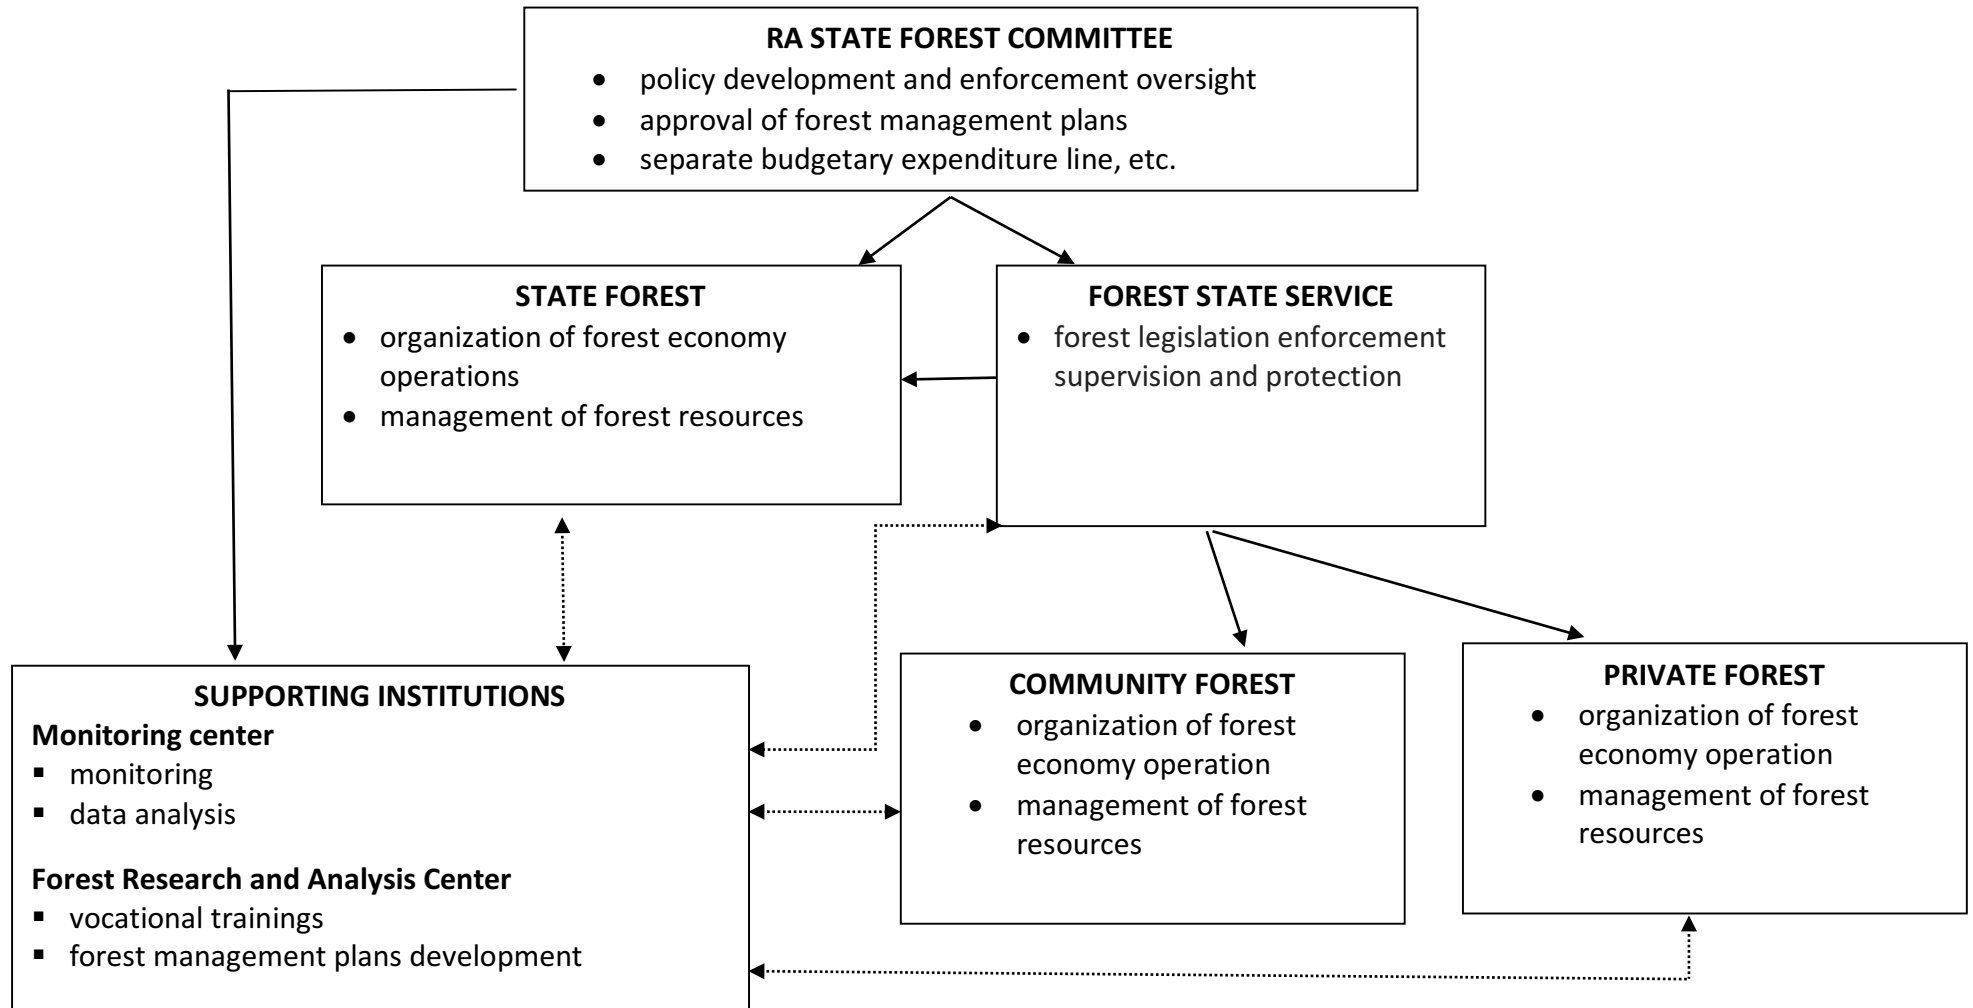 RA STATE FOREST COMMITTEE
• policy development and enforcement oversight
• approval of forest management plans
• separate budgetary expenditure line, etc.
STATE FOREST
• organization of forest economy
operations
• management of forest resources
FOREST STATE SERVICE
• forest legislation enforcement
supervision and protection
SUPPORTING INSTITUTIONS
Monitoring center
▪ monitoring
▪ data analysis
Forest Research and Analysis Center
▪ vocational trainings
▪ forest management plans development
COMMUNITY FOREST
• organization of forest
economy operation
• management of forest
resources
PRIVATE FOREST
• organization of forest
economy operation
• management of forest
resources